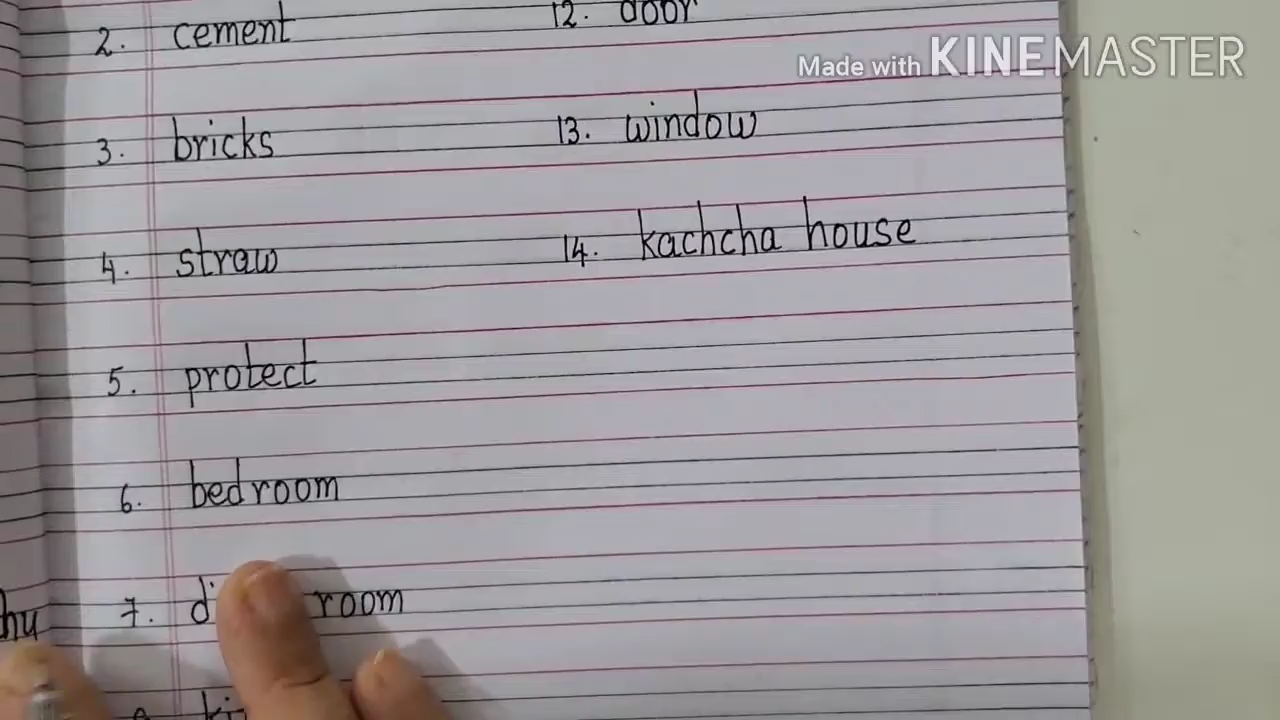 Made with KINEMASTER
2. cement
3. bricks
4. straw
5. protect
6. bedroom
7. room
12. door
13. window
14. kachcha house